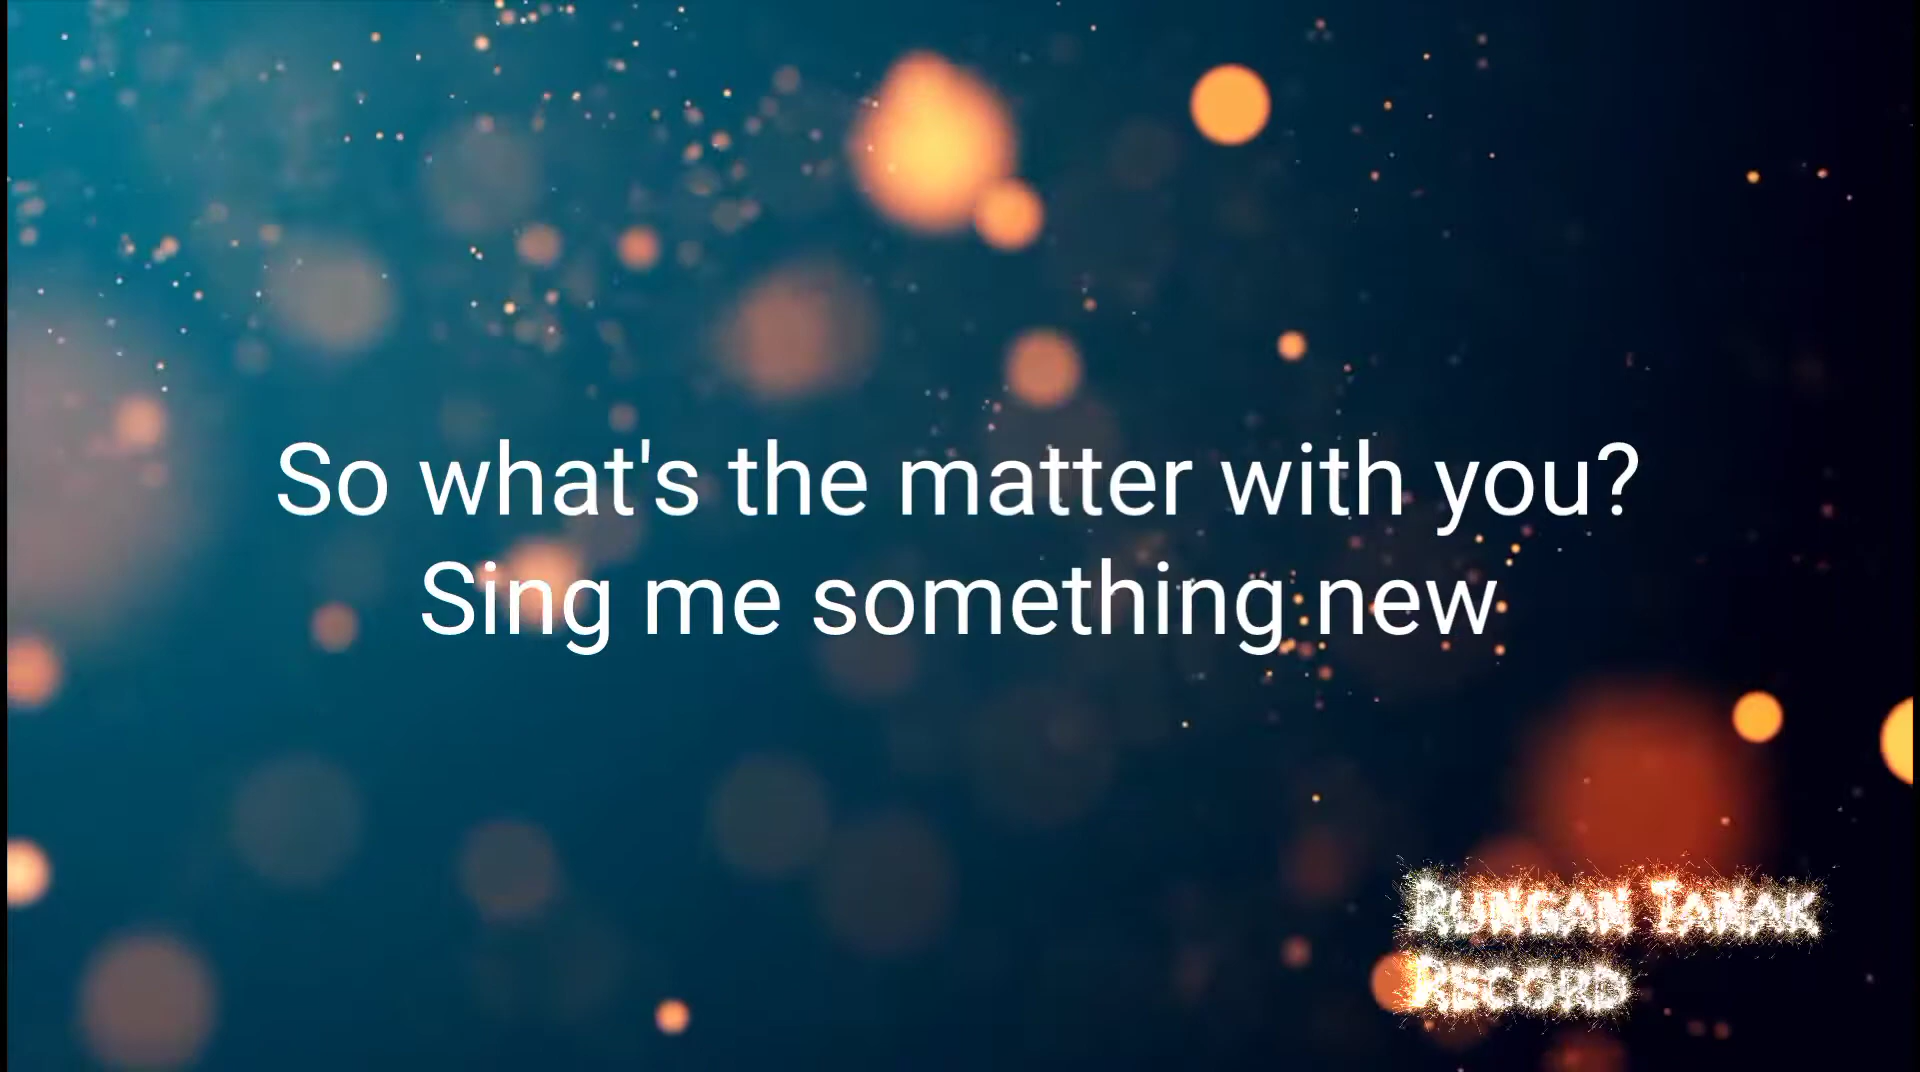 So what's the matter with you?
Sing me something new
RUNGAN TANAK
RECORD